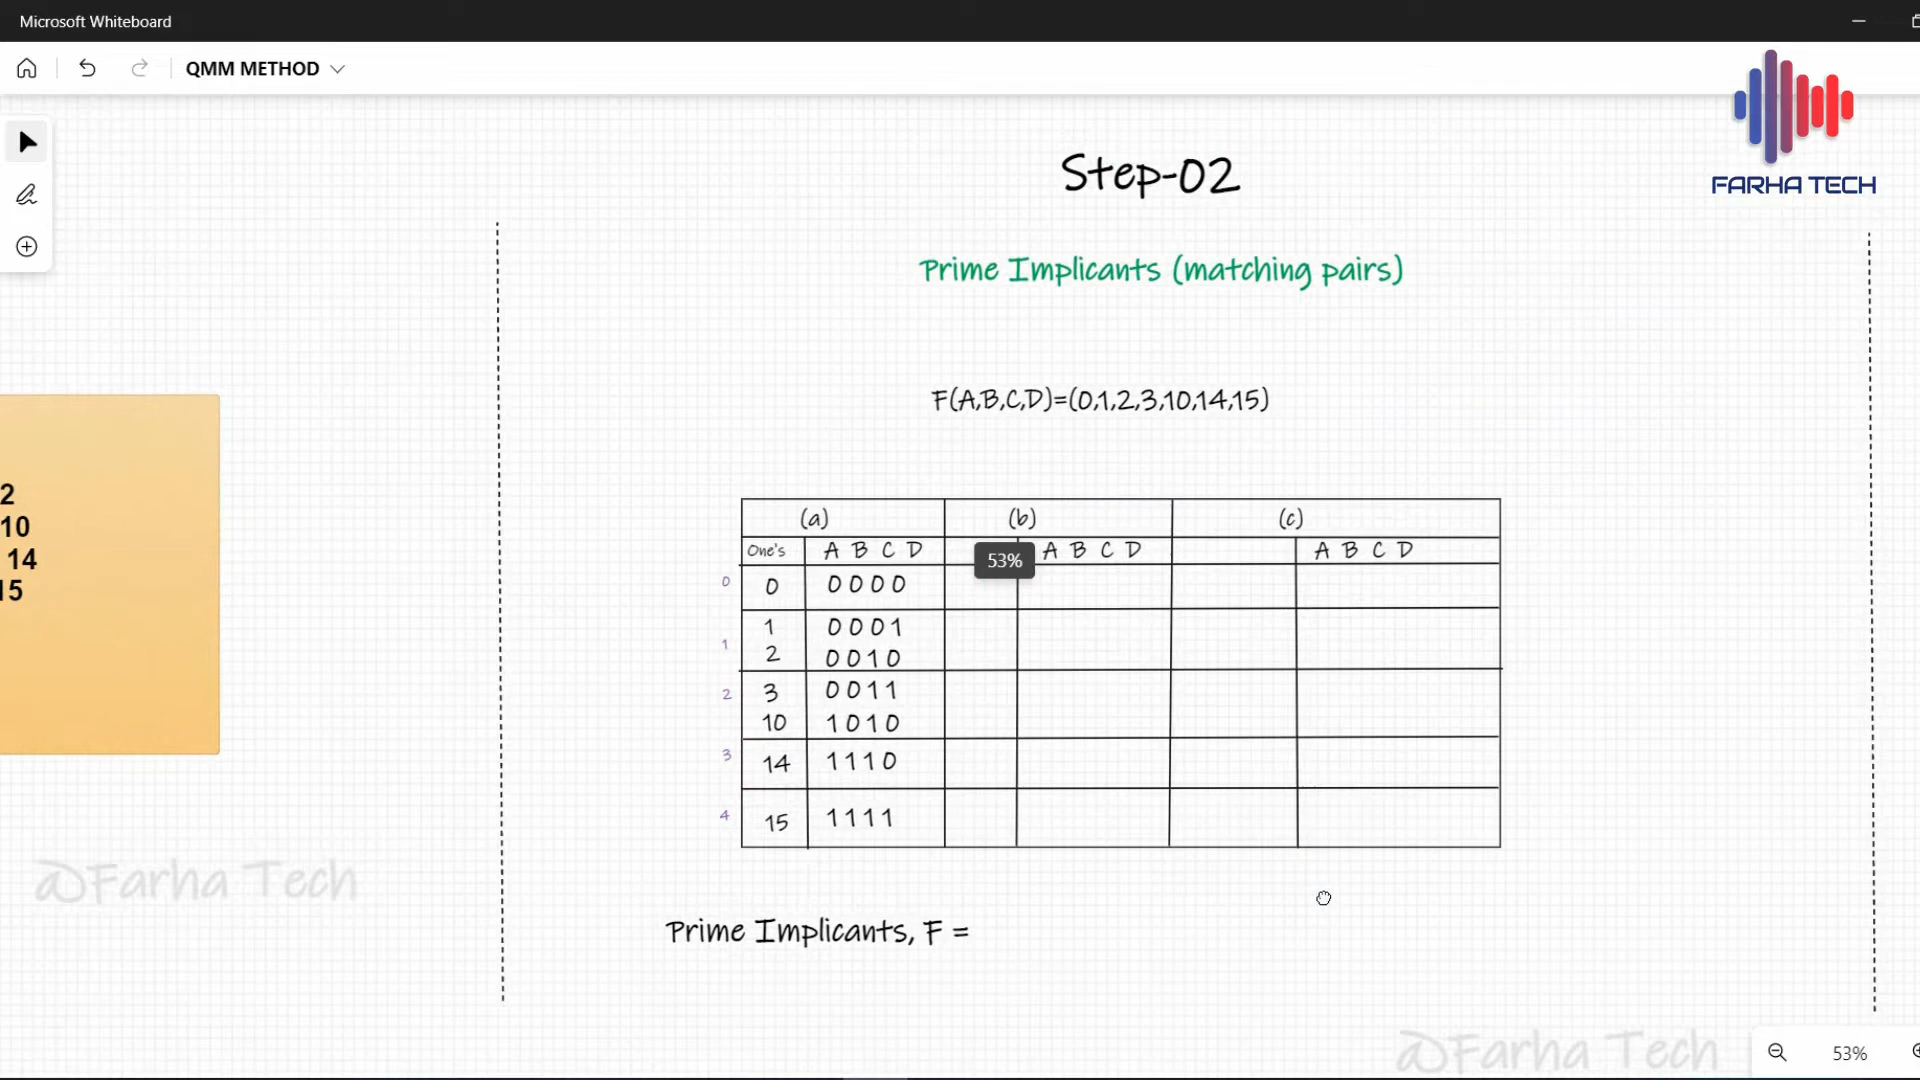 Microsoft Whiteboard
QMM METHOD
FARHA TECH
Step-02
Prime Implicants (matching pairs)
F(A,B,C,D)=(0,1,2,3,10,14,15)
2
10
14
15
(a) (b) (c)
One's A B C D A B C D A B C D
53%
0 0 0 0 0 0
1 0 0 0 1
1
2 0 0 1 0
2 3 0 0 1 1
10 1 0 1 0
3 14 1 1 1 0
4 15 1 1 1 1
@Farha Tech
Prime Implicants, F =
@Farha Tech
53%